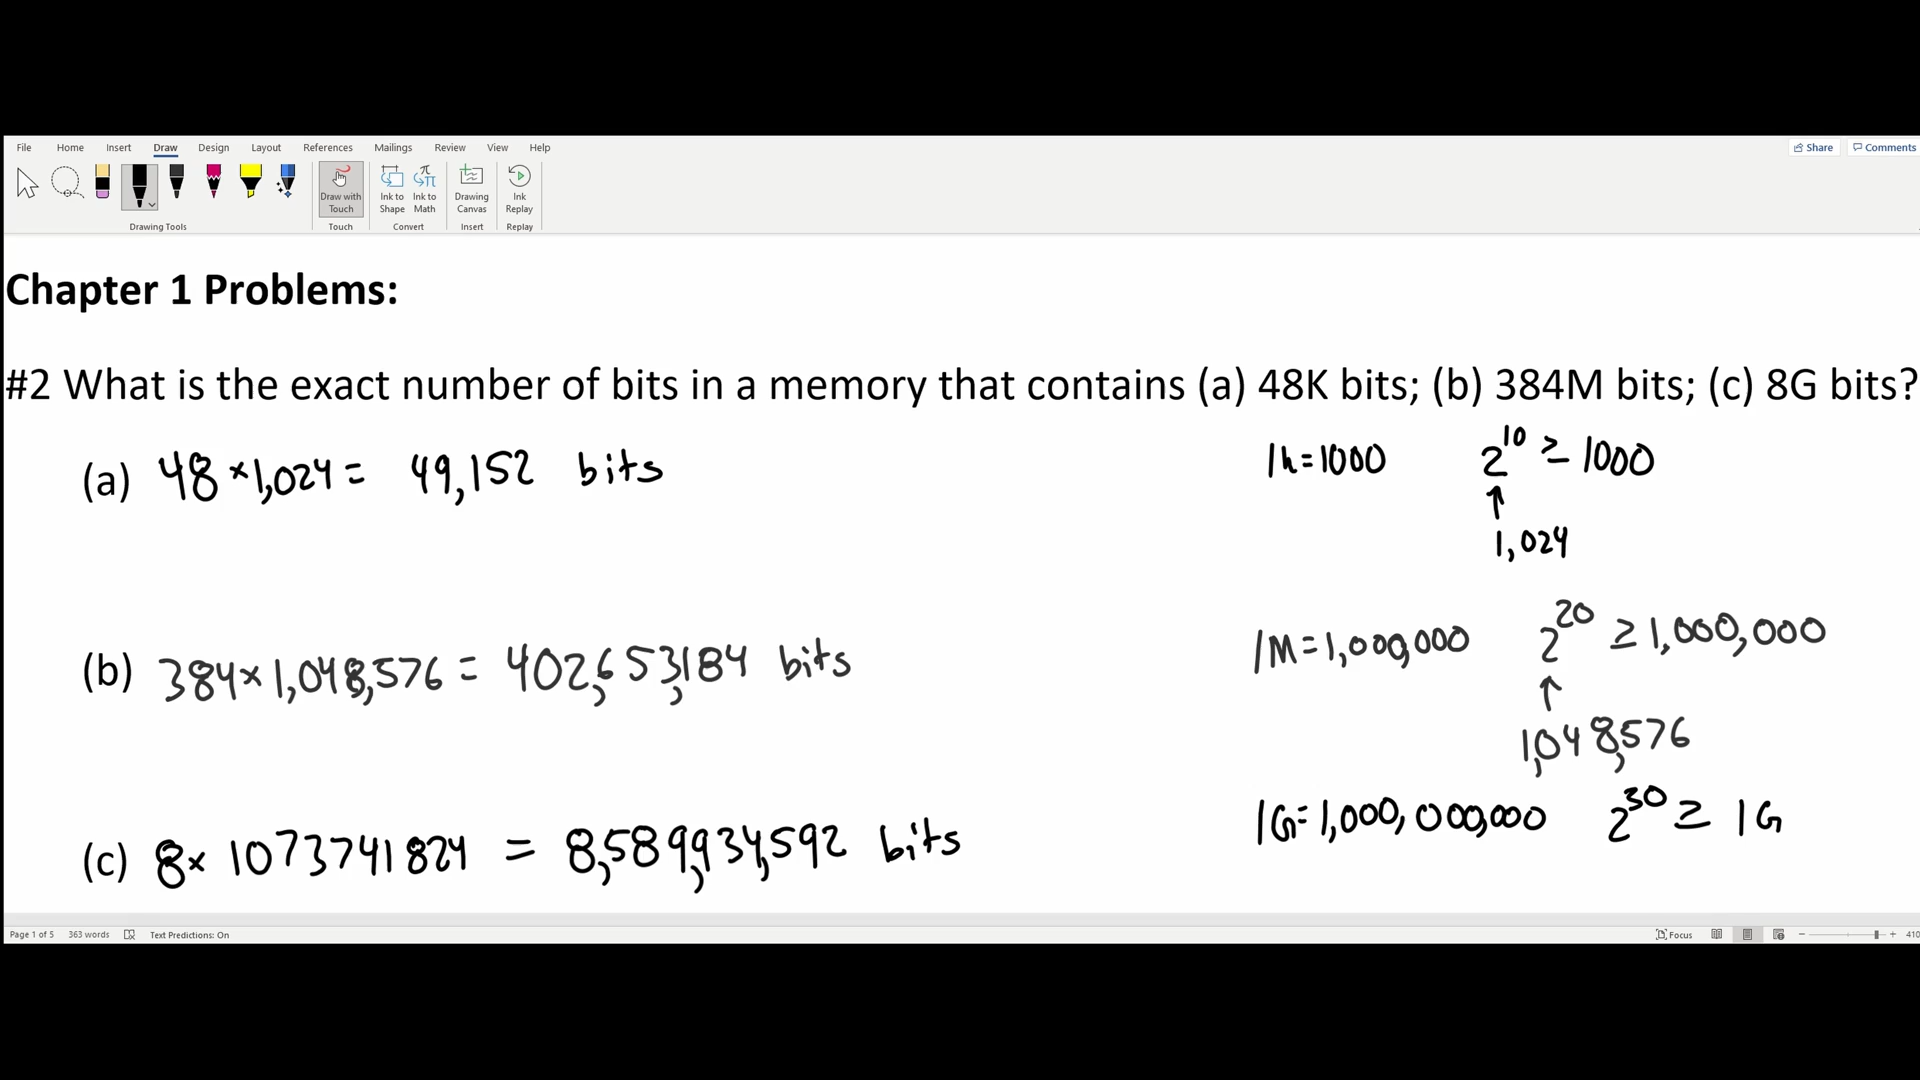 File Home Insert Draw Design Layout References Mailings Review View Help Share Comments
Draw with Touch Ink to Shape Ink to Math Drawing Canvas Ink Replay
Drawing Tools Touch Convert Insert Replay
Chapter 1 Problems:
#2 What is the exact number of bits in a memory that contains (a) 48K bits; (b) 384M bits; (c) 8G bits?
(a) 48 × 1,024 = 49,152 bits 1k = 1000 2^10 ≥ 1000
↑
1,024
(b) 384 × 1,048,576 = 402,653,184 bits 1M = 1,000,000 2^20 ≥ 1,000,000
↑
1,048,576
(c) 8 × 1073741824 = 8,589,934,592 bits 1G = 1,000,000,000 2^30 ≥ 1G
Page 1 of 5 363 words Text Predictions: On Focus 410